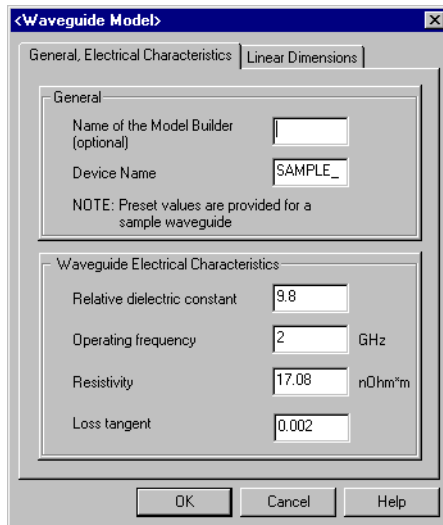 <Waveguide Model>
General, Electrical Characteristics
Linear Dimensions
General
Name of the Model Builder
(optional)
Device Name
SAMPLE_
NOTE: Preset values are provided for a
sample waveguide
Waveguide Electrical Characteristics
Relative dielectric constant
9.8
Operating frequency
2
GHz
Resistivity
17.08
nOhm*m
Loss tangent
0.002
OK
Cancel
Help